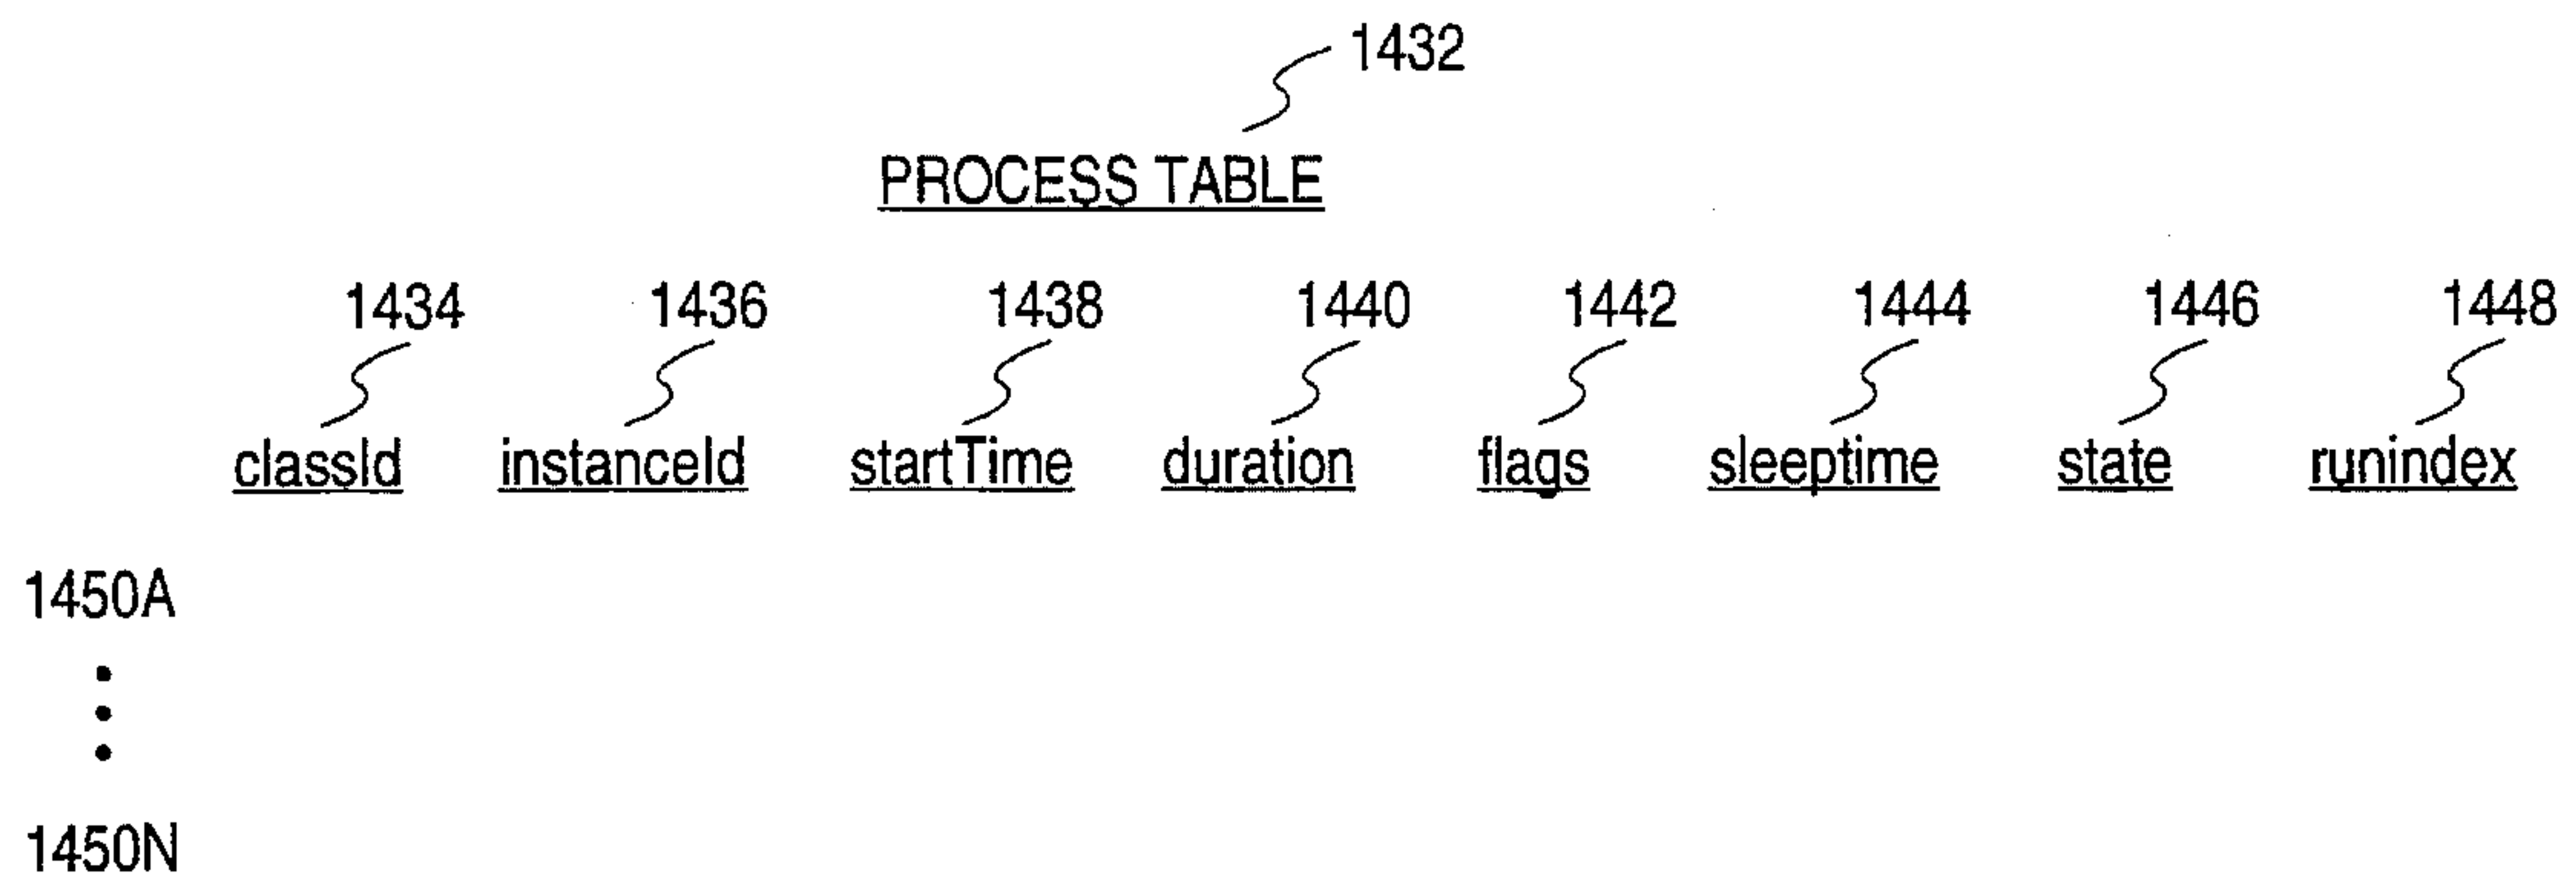 1432
PROCESS TABLE
1434 1436 1438 1440 1442 1444 1446 1448
classId instanceId startTime duration flags sleeptime state runindex
1450A
1450N